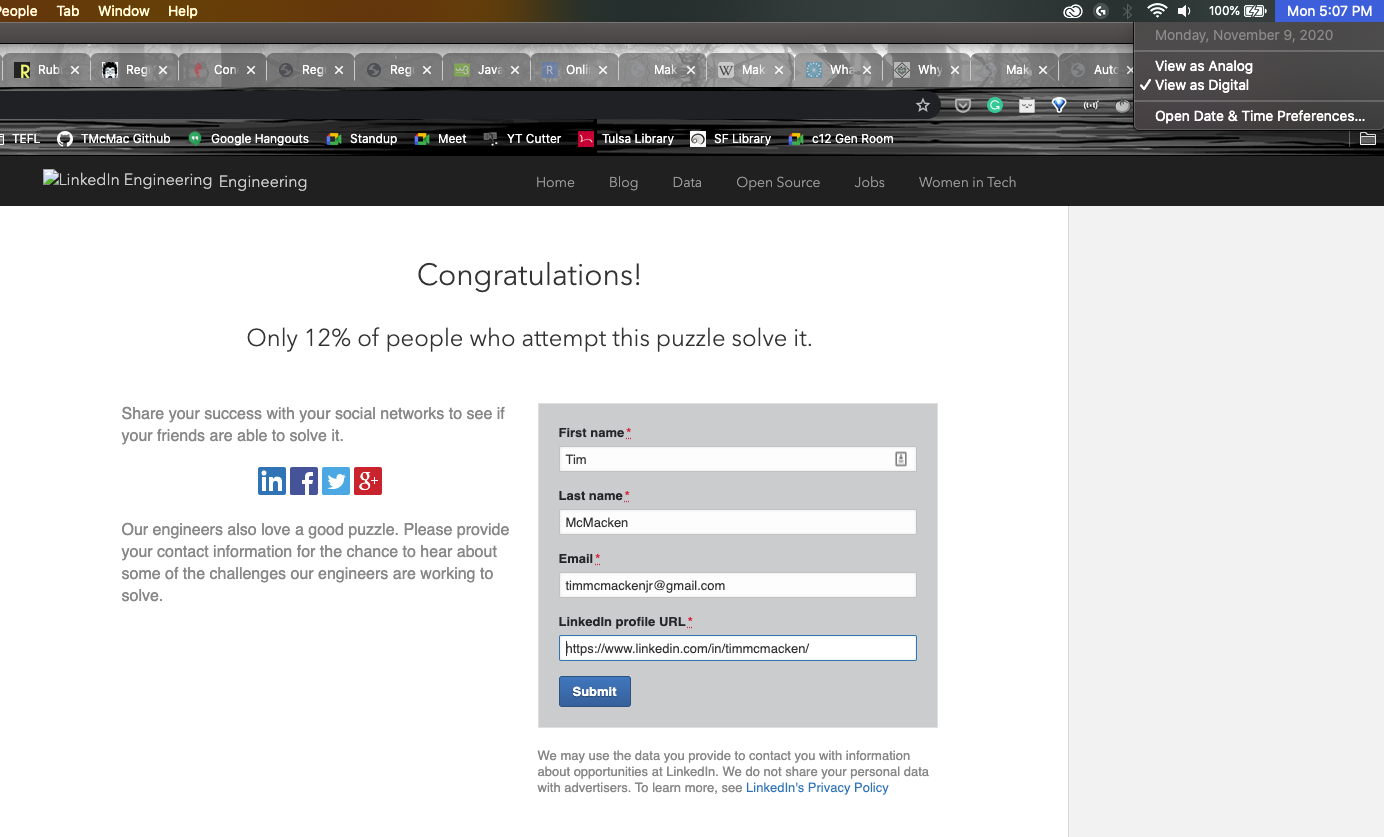 People Tab Window Help 100% Mon 5:07 PM
Monday, November 9, 2020
Rub Reg Con Reg Reg Java Onli Mak W Mak Wha Why Mak Auto
View as Analog
✓ View as Digital
Open Date & Time Preferences...
TEFL TMcMac Github Google Hangouts Standup Meet YT Cutter Tulsa Library SF Library c12 Gen Room
LinkedIn Engineering Engineering Home Blog Data Open Source Jobs Women in Tech
Congratulations!
Only 12% of people who attempt this puzzle solve it.
Share your success with your social networks to see if
your friends are able to solve it.
in f g+
Our engineers also love a good puzzle. Please provide
your contact information for the chance to hear about
some of the challenges our engineers are working to
solve.
First name*
Tim
Last name*
McMacken
Email*
timmcmackenjr@gmail.com
LinkedIn profile URL*
https://www.linkedin.com/in/timmcmacken/
Submit
We may use the data you provide to contact you with information
about opportunities at LinkedIn. We do not share your personal data
with advertisers. To learn more, see LinkedIn's Privacy Policy